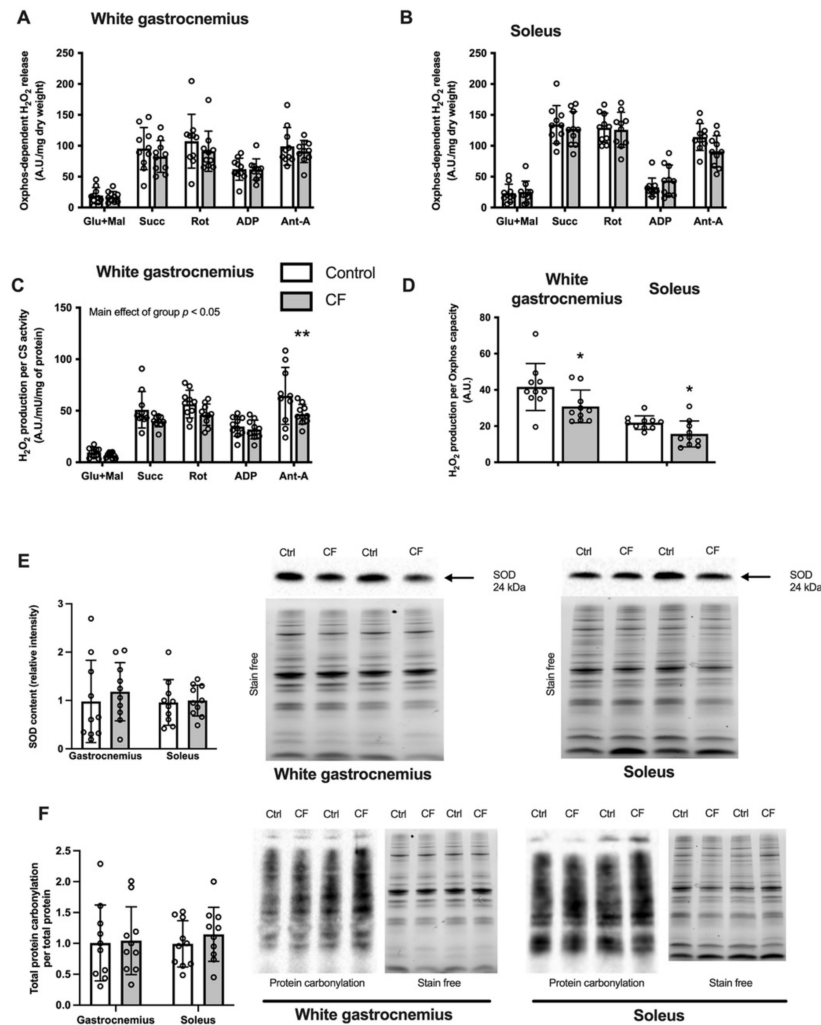 A
White gastrocnemius
Oxphos-dependent H2O2 release
(A.U/mg dry weight)
250
200
150
100
50
0
Glu+Mal Succ Rot ADP Ant-A
B
Soleus
Oxphos-dependent H2O2 release
(A.U/mg dry weight)
250
200
150
100
50
0
Glu+Mal Succ Rot ADP Ant-A
C
White gastrocnemius
Control
CF
Main effect of group p < 0.05
**
H2O2 production per CS actvity
(A.U/mU/mg of protein)
150
100
50
0
Glu+Mal Succ Rot ADP Ant-A
D
White
gastrocnemius
Soleus
H2O2 production per Oxphos capacity
(A.U.)
80
60
40
20
0
*
*
E
SOD content (relative intensity)
3
2
1
0
Gastrocnemius Soleus
Ctrl CF Ctrl CF
SOD
24 kDa
Stain free
White gastrocnemius
Ctrl CF Ctrl CF
SOD
24 kDa
Stain free
Soleus
F
Total protein carbonylation
per total protein
2.5
2.0
1.5
1.0
0.5
0.0
Gastrocnemius Soleus
Ctrl CF Ctrl CF
Ctrl CF Ctrl CF
Protein carbonylation
Stain free
White gastrocnemius
Ctrl CF Ctrl CF
Ctrl CF Ctrl CF
Protein carbonylation
Stain free
Soleus